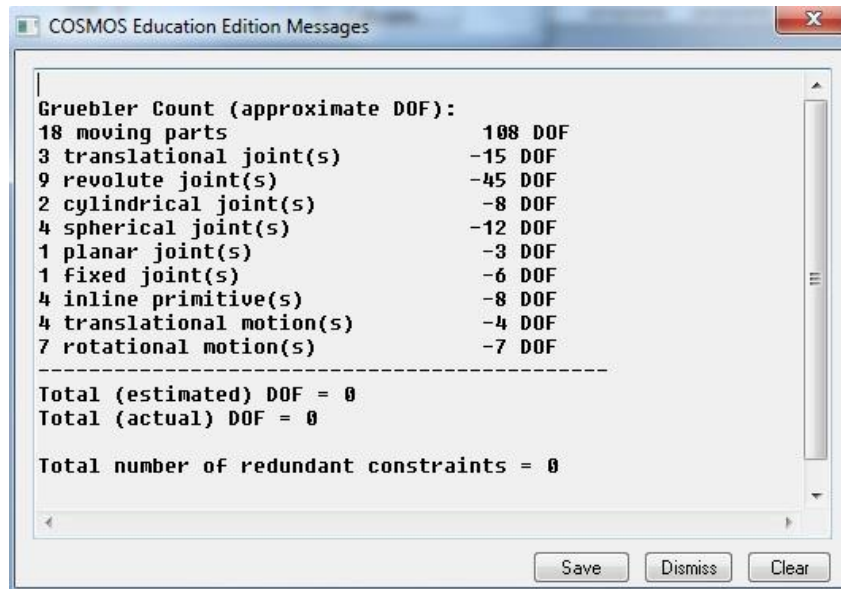 COSMOS Education Edition Messages
Gruebler Count (approximate DOF):
18 moving parts 108 DOF
3 translational joint(s) -15 DOF
9 revolute joint(s) -45 DOF
2 cylindrical joint(s) -8 DOF
4 spherical joint(s) -12 DOF
1 planar joint(s) -3 DOF
1 fixed joint(s) -6 DOF
4 inline primitive(s) -8 DOF
4 translational motion(s) -4 DOF
7 rotational motion(s) -7 DOF
---------------------------------------------
Total (estimated) DOF = 0
Total (actual) DOF = 0
Total number of redundant constraints = 0
Save Dismiss Clear